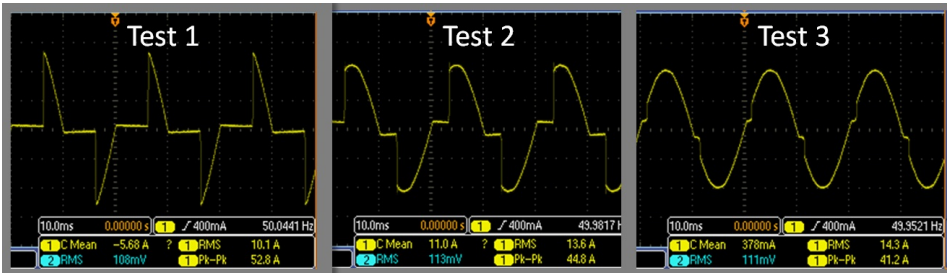 Test 1
10.0ms 0.00000 s 1 400mA 50.0441 Hz
1 C Mean -5.68 A ? 1 RMS 10.1 A
2 RMS 108mV 1 Pk-Pk 52.8 A
Test 2
10.0ms 0.00000 s 1 400mA 49.9817 H
1 C Mean 11.0 A ? 1 RMS 13.6 A
2 RMS 113mV 1 Pk-Pk 44.8 A
Test 3
10.0ms 0.00000 s 1 400mA 49.9521 Hz
1 C Mean 378mA 1 RMS 14.3 A
2 RMS 111mV 1 Pk-Pk 41.2 A